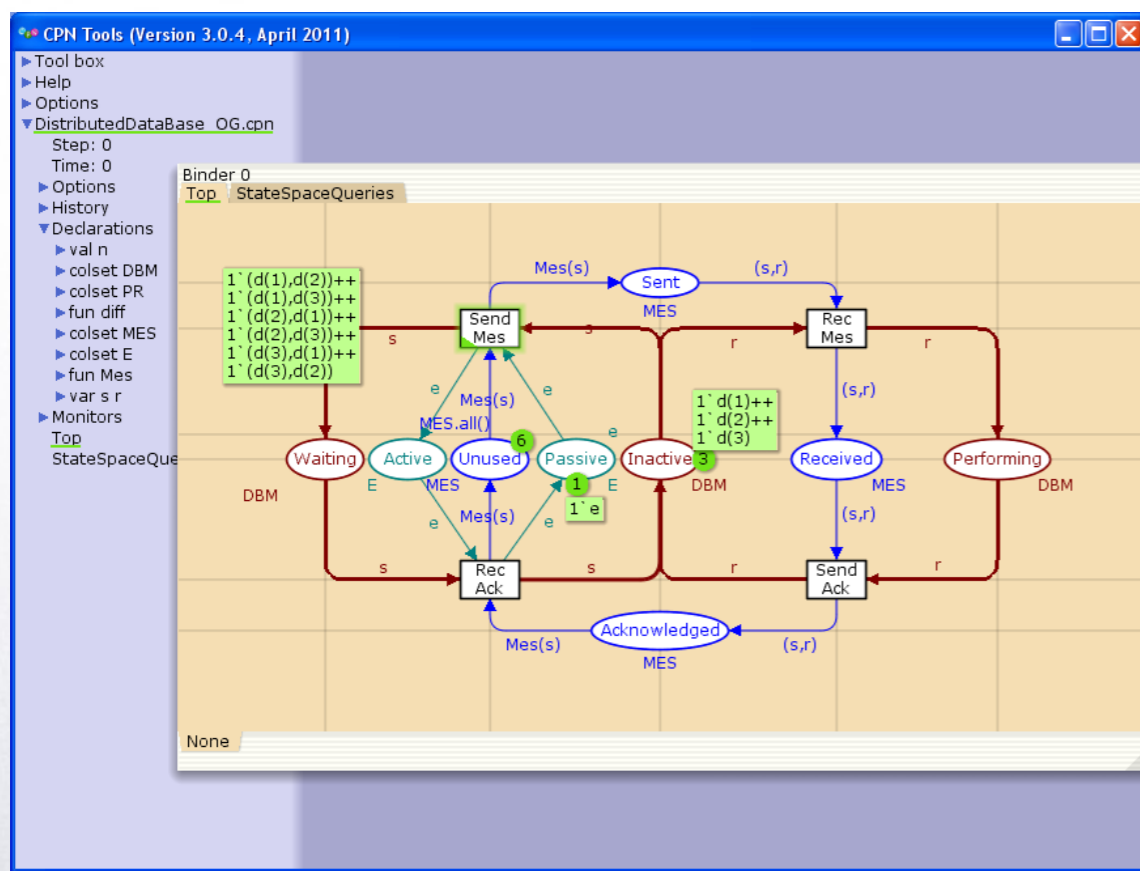 CPN Tools (Version 3.0.4, April 2011)
Tool box
Help
Options
DistributedDataBase_OG.cpn
Step: 0
Time: 0
Options
History
Declarations
val n
colset DBM
colset PR
fun diff
colset MES
colset E
fun Mes
var s r
Monitors
Top
StateSpaceQue
Binder 0
Top StateSpaceQueries
1`(d(1),d(2))++
1`(d(1),d(3))++
1`(d(2),d(1))++
1`(d(2),d(3))++
1`(d(3),d(1))++
1`(d(3),d(2))
Mes(s)
Sent
(s,r)
MES
Send
Mes
Rec
Mes
s
s
r
r
e
Mes(s)
e
(s,r)
1`d(1)++
1`d(2)++
1`d(3)
MES.all()
6
e
Waiting
Active
Unused
Passive
Inactive
3
Received
Performing
DBM
E
MES
1
E
DBM
MES
DBM
1`e
e
Mes(s)
e
(s,r)
s
Rec
Ack
s
r
Send
Ack
r
Mes(s)
Acknowledged
(s,r)
MES
None